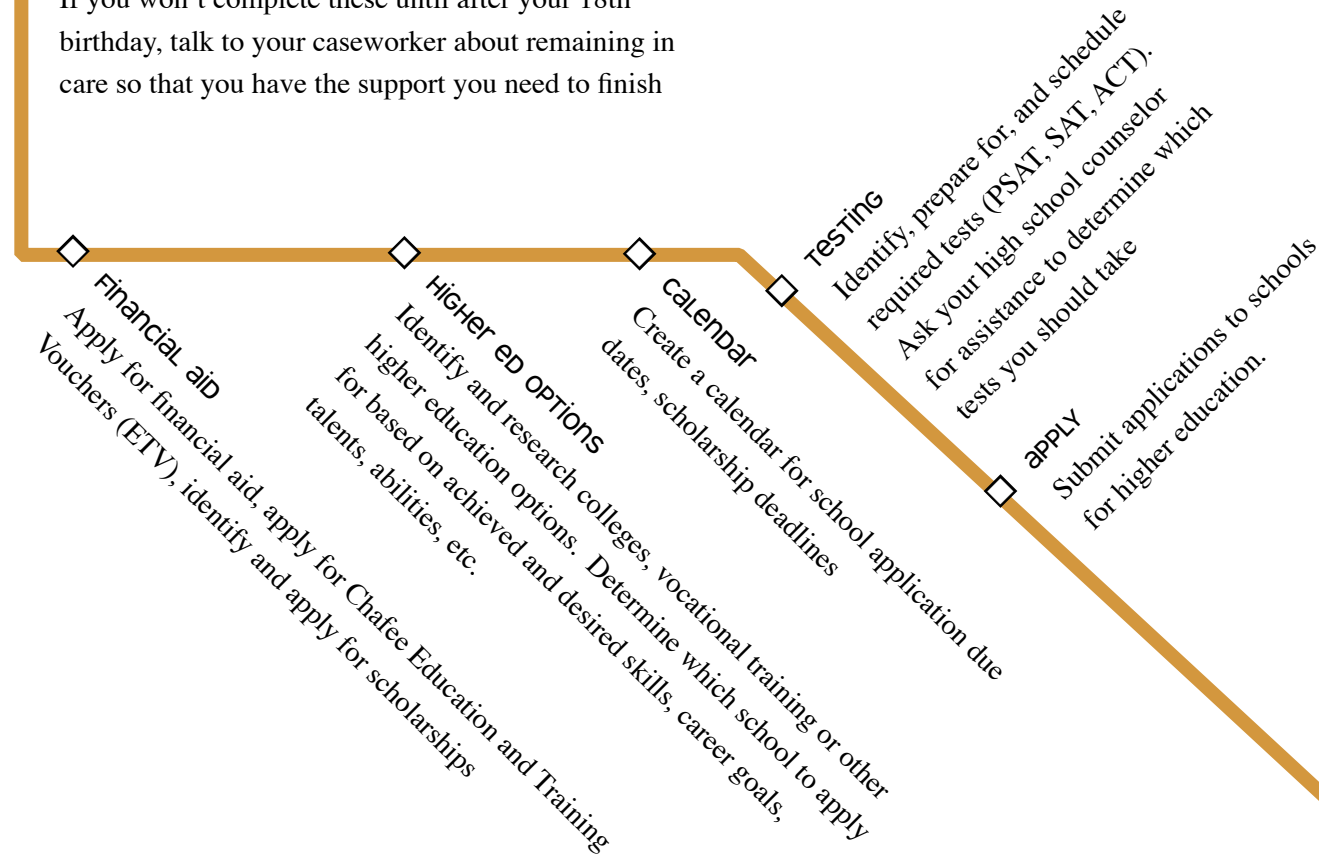 If you won't complete these until after your 18th
birthday, talk to your caseworker about remaining in
care so that you have the support you need to finish
Financial aid
Apply for financial aid, apply for Chafee Education and Training
Vouchers (ETV), identify and apply for scholarships
Higher ed options
Identify and research colleges, vocational training or other
higher education options.  Determine which school to apply
for based on achieved and desired skills, career goals,
talents, abilities, etc.
Calendar
Create a calendar for school application due
dates, scholarship deadlines
Testing
Identify, prepare for, and schedule
required tests (PSAT, SAT, ACT).
Ask your high school counselor
for assistance to determine which
tests you should take
Apply
Submit applications to schools
for higher education.